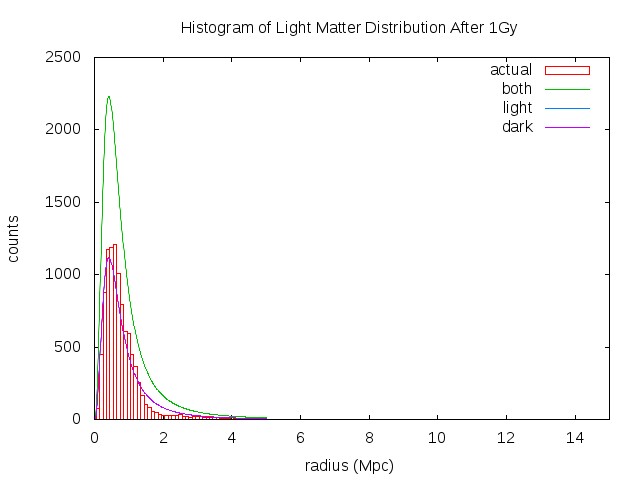 Histogram of Light Matter Distribution After 1Gy
2500
2000
1500
1000
500
0
counts
actual
both
light
dark
0 2 4 6 8 10 12 14
radius (Mpc)